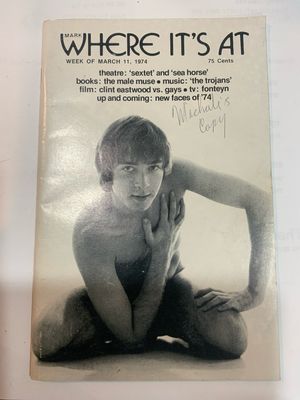 MARK
WHERE IT'S AT
WEEK OF MARCH 11, 1974 75 Cents
theatre: 'sextet' and 'sea horse'
books: the male muse • music: 'the trojans'
film: clint eastwood vs. gays • tv: fonteyn
up and coming: new faces of '74
Michal's
Copy